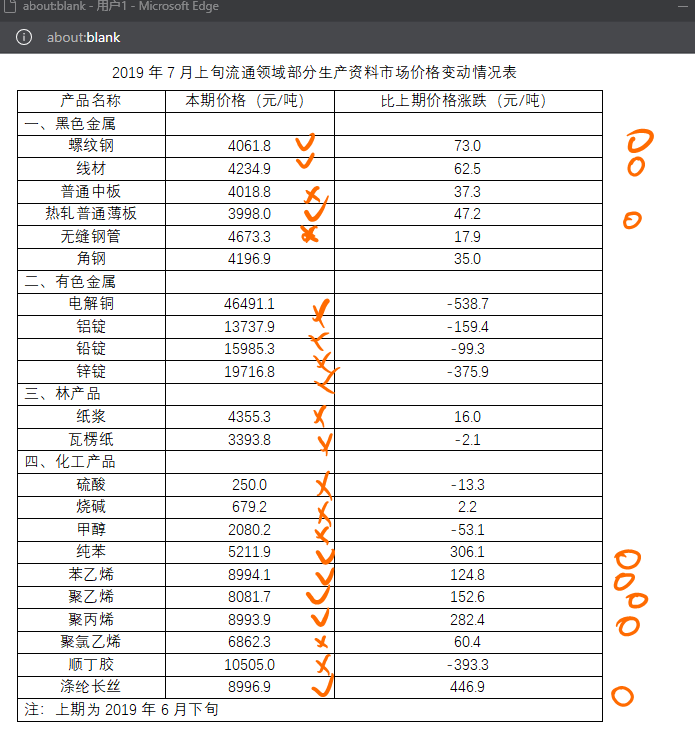 about:blank - 用户1 - Microsoft Edge
about:blank
2019 年 7 月上旬流通领域部分生产资料市场价格变动情况表
产品名称 本期价格（元/吨） 比上期价格涨跌（元/吨）
一、黑色金属
螺纹钢 4061.8 73.0
线材 4234.9 62.5
普通中板 4018.8 37.3
热轧普通薄板 3998.0 47.2
无缝钢管 4673.3 17.9
角钢 4196.9 35.0
二、有色金属
电解铜 46491.1 -538.7
铝锭 13737.9 -159.4
铅锭 15985.3 -99.3
锌锭 19716.8 -375.9
三、林产品
纸浆 4355.3 16.0
瓦楞纸 3393.8 -2.1
四、化工产品
硫酸 250.0 -13.3
烧碱 679.2 2.2
甲醇 2080.2 -53.1
纯苯 5211.9 306.1
苯乙烯 8994.1 124.8
聚乙烯 8081.7 152.6
聚丙烯 8993.9 282.4
聚氯乙烯 6862.3 60.4
顺丁胶 10505.0 -393.3
涤纶长丝 8996.9 446.9
注：上期为 2019 年 6 月下旬